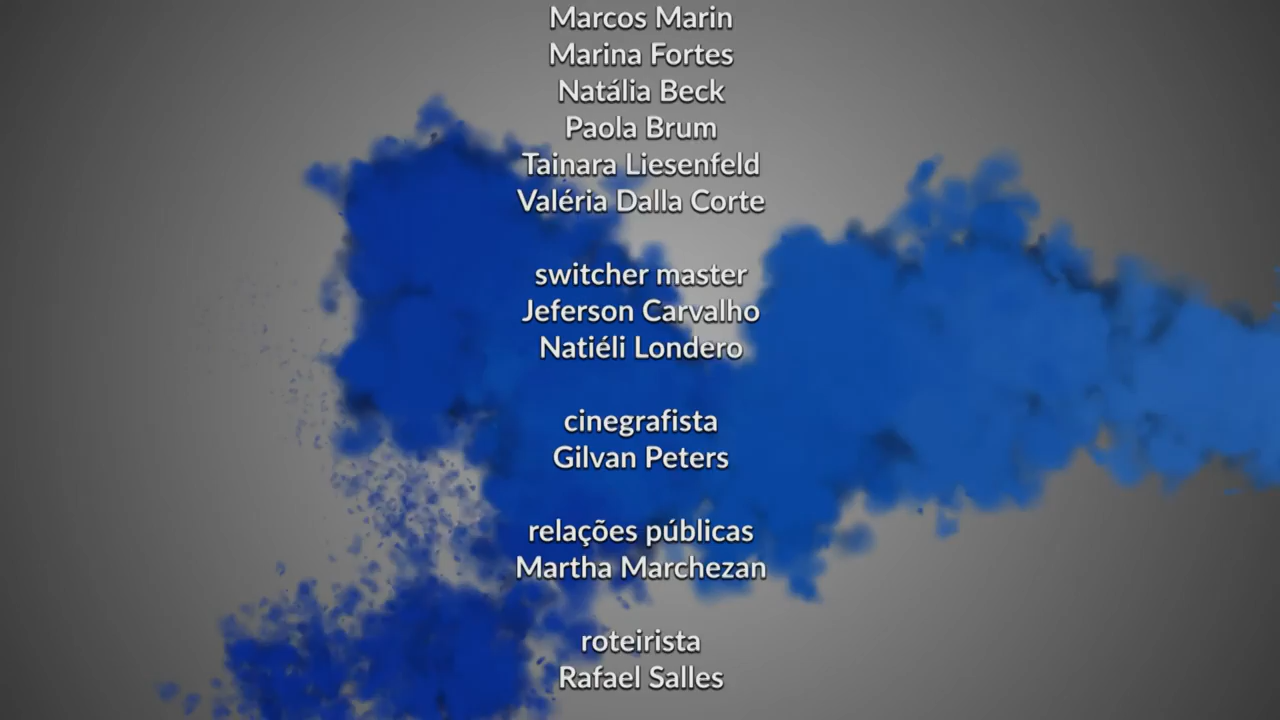 Marcos Marin
Marina Fortes
Natália Beck
Paola Brum
Tainara Liesenfeld
Valéria Dalla Corte
switcher master
Jeferson Carvalho
Natiéli Londero
cinegrafista
Gilvan Peters
relações públicas
Martha Marchezan
roteirista
Rafael Salles